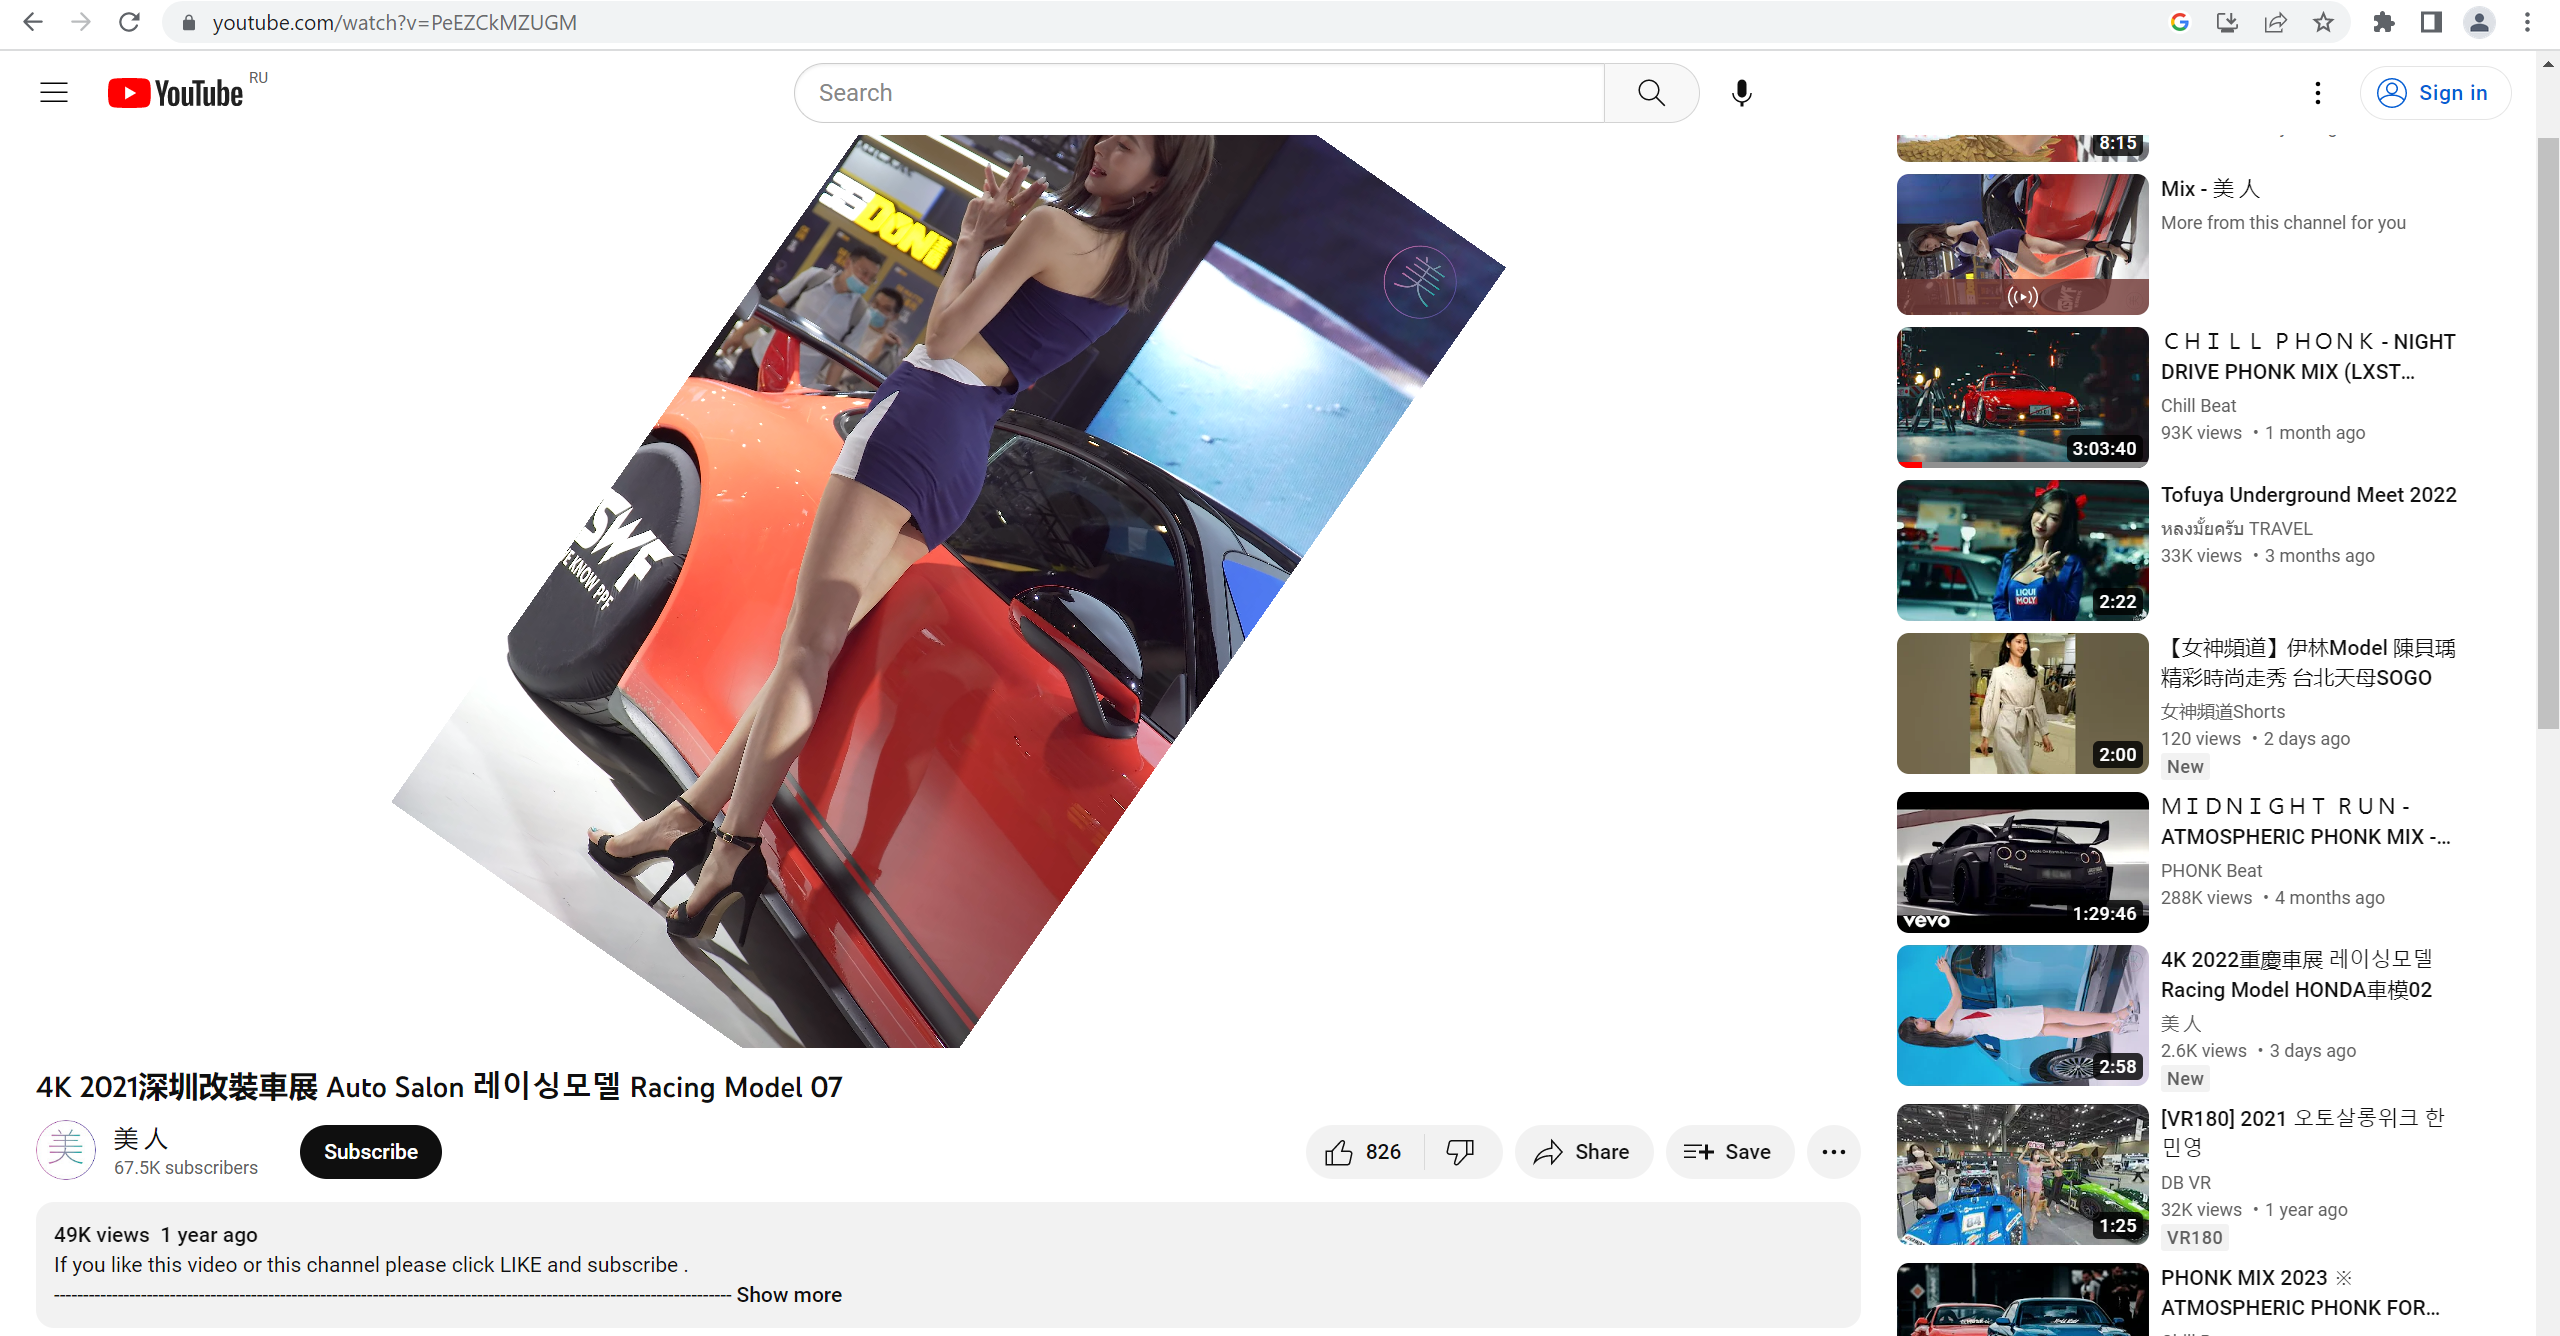 youtube.com/watch?v=PeEZCkMZUGM
YouTube RU
Search
Sign in
DONI
美
SWF
WE KNOW PPF
4K 2021深圳改裝車展 Auto Salon 레이싱모델 Racing Model 07
美
美 人
67.5K subscribers
Subscribe
826
Share
Save
49K views 1 year ago
If you like this video or this channel please click LIKE and subscribe .
Show more
8:15
Mix - 美 人
More from this channel for you
ＣＨＩＬＬ ＰＨＯＮＫ - NIGHT
DRIVE PHONK MIX (LXST...
Chill Beat
93K views • 1 month ago
3:03:40
Tofuya Underground Meet 2022
หลงมั้ยครับ TRAVEL
33K views • 3 months ago
LIQUI
MOLY
2:22
【女神頻道】伊林Model 陳貝瑀
精彩時尚走秀 台北天母SOGO
女神頻道Shorts
120 views • 2 days ago
New
2:00
ＭＩＤＮＩＧＨＴ ＲＵＮ -
ATMOSPHERIC PHONK MIX -...
PHONK Beat
288K views • 4 months ago
vevo
1:29:46
4K 2022重慶車展 레이싱모델
Racing Model HONDA車模02
美 人
2.6K views • 3 days ago
New
2:58
[VR180] 2021 오토살롱위크 한
민영
DB VR
32K views • 1 year ago
VR180
84
1:25
PHONK MIX 2023 ※
ATMOSPHERIC PHONK FOR...